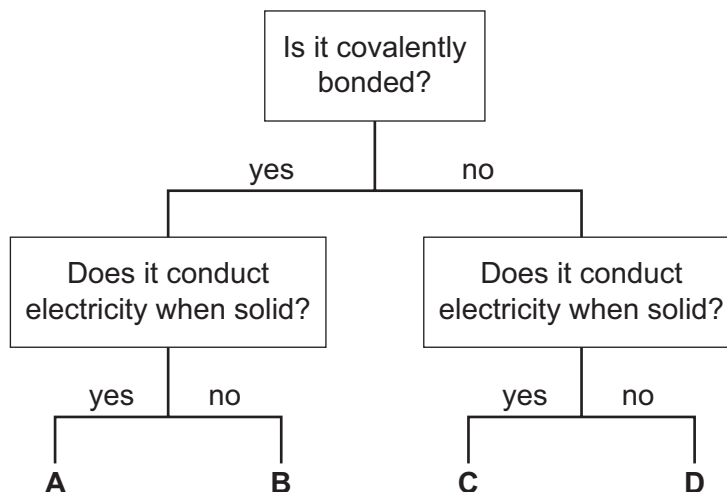 Is it covalently
bonded?
yes
no
Does it conduct
electricity when solid?
Does it conduct
electricity when solid?
yes
no
yes
no
A
B
C
D